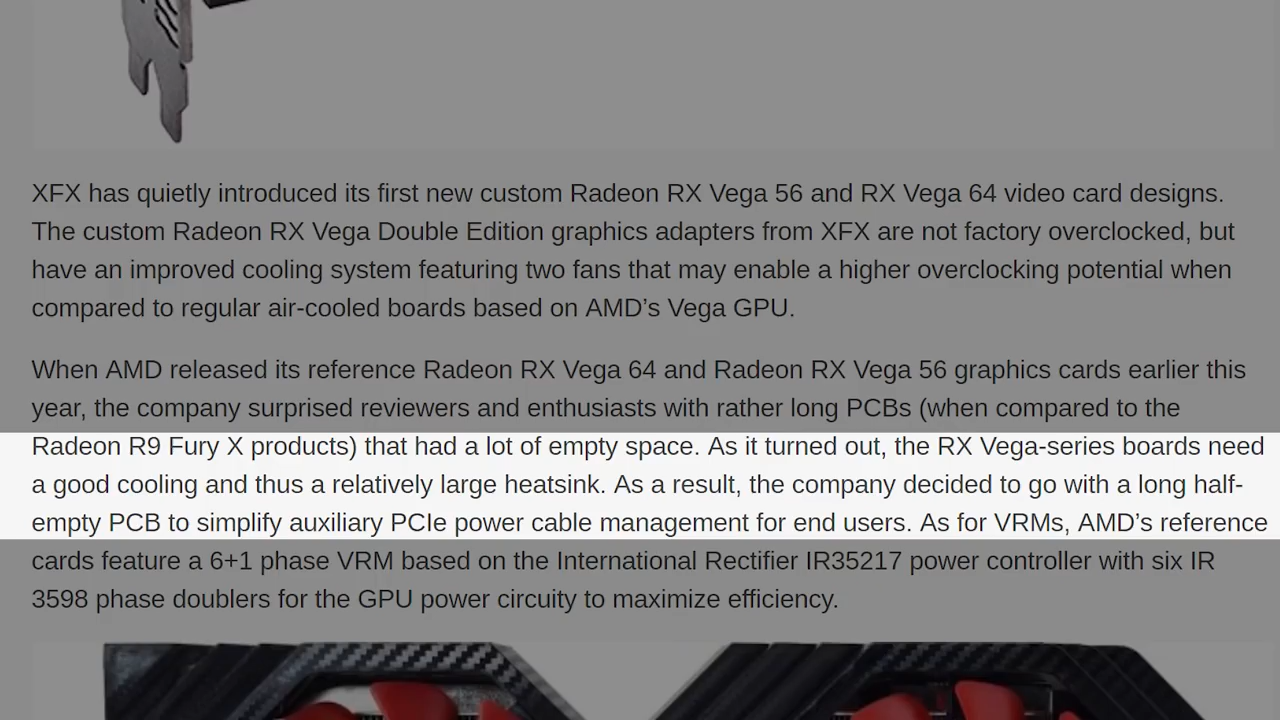 XFX has quietly introduced its first new custom Radeon RX Vega 56 and RX Vega 64 video card designs.
The custom Radeon RX Vega Double Edition graphics adapters from XFX are not factory overclocked, but
have an improved cooling system featuring two fans that may enable a higher overclocking potential when
compared to regular air-cooled boards based on AMD’s Vega GPU.
When AMD released its reference Radeon RX Vega 64 and Radeon RX Vega 56 graphics cards earlier this
year, the company surprised reviewers and enthusiasts with rather long PCBs (when compared to the
Radeon R9 Fury X products) that had a lot of empty space. As it turned out, the RX Vega-series boards need
a good cooling and thus a relatively large heatsink. As a result, the company decided to go with a long half-
empty PCB to simplify auxiliary PCIe power cable management for end users. As for VRMs, AMD’s reference
cards feature a 6+1 phase VRM based on the International Rectifier IR35217 power controller with six IR
3598 phase doublers for the GPU power circuity to maximize efficiency.